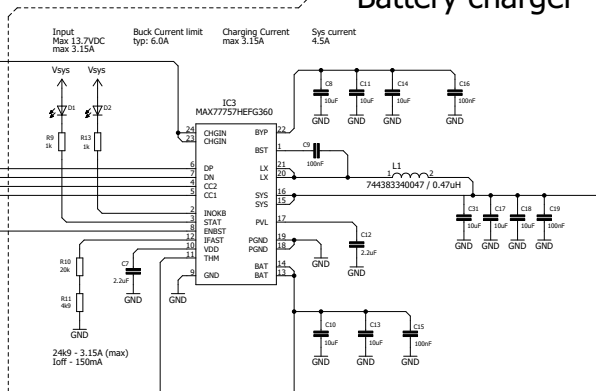 Battery charger
Input
Max 13.7VDC
max 3.15A
Buck Current limit
typ: 6.0A
Charging Current
max 3.15A
Sys current
4.5A
Vsys
Vsys
D1
D2
R9
1k
R13
1k
IC3
MAX77757HEFG360
24
23
6
7
4
5
2
3
8
12
10
11
9
CHGIN
CHGIN
DP
DN
CC2
CC1
INOKB
STAT
ENBST
IFAST
VDD
THM
GND
BYP
BST
LX
LX
SYS
SYS
PVL
PGND
PGND
BAT
BAT
22
1
21
20
16
15
17
19
18
14
13
C8
10uF
GND
C11
10uF
GND
C14
10uF
GND
C16
100nF
GND
C9
100nF
L1
1
2
744383340047 / 0.47uH
C31
10uF
GND
C17
10uF
GND
C18
10uF
GND
C19
100nF
GND
C12
2.2uF
GND
GND
R10
20k
R11
4k9
GND
C7
2.2uF
GND
GND
C10
10uF
GND
C13
10uF
GND
C15
100nF
GND
24k9 - 3.15A (max)
Ioff - 150mA